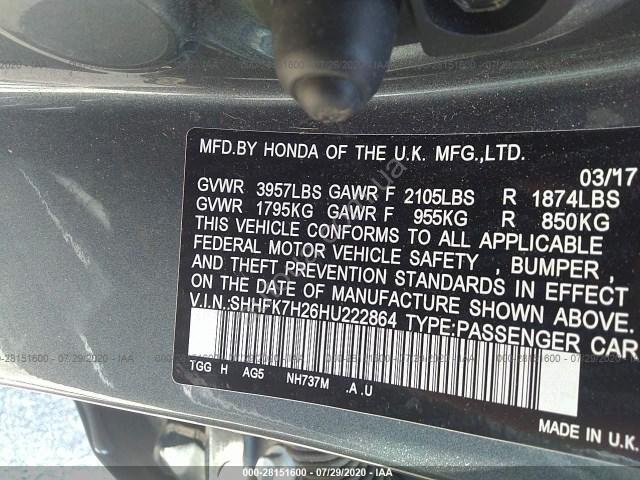 MFD.BY HONDA OF THE U.K. MFG.,LTD.
03/'17
GVWR 3957LBS GAWR F 2105LBS R 1874LBS
GVWR 1795KG GAWR F 955KG R 850KG
THIS VEHICLE CONFORMS TO ALL APPLICABLE
FEDERAL MOTOR VEHICLE SAFETY , BUMPER ,
AND THEFT PREVENTION STANDARDS IN EFFECT
ON THE DATE OF MANUFACTURE SHOWN ABOVE.
V.I.N.:SHHFK7H26HU222864 TYPE:PASSENGER CAR
TGG H AG5 NH737M .A.U
MADE IN U.K.
000-28151600 - 07/29/2020 - IAA